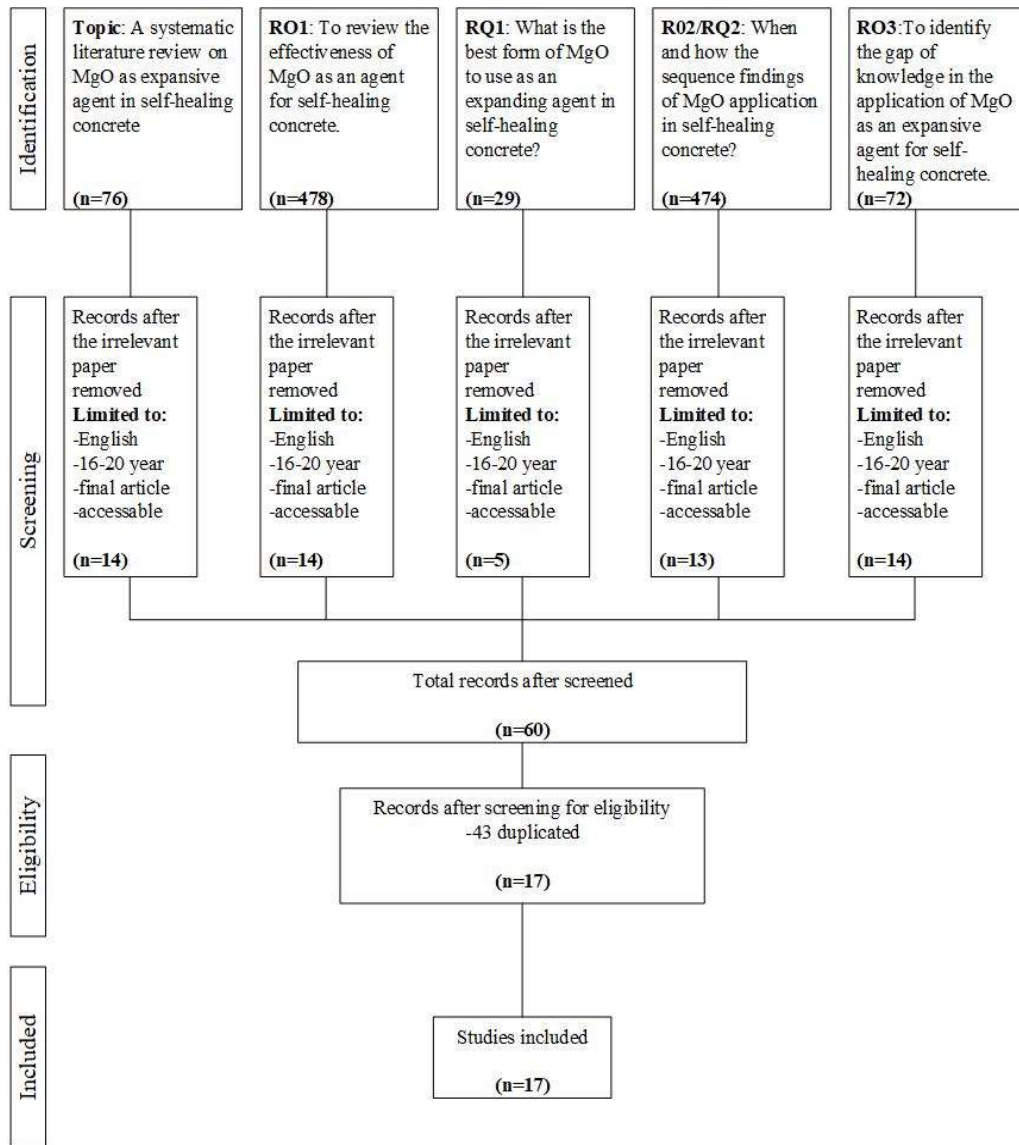 Identification
Topic: A systematic
literature review on
MgO as expansive
agent in self-healing
concrete
(n=76)
RO1: To review the
effectiveness of
MgO as an agent
for self-healing
concrete.
(n=478)
RQ1: What is the
best form of MgO
to use as an
expanding agent in
self-healing
concrete?
(n=29)
R02/RQ2: When
and how the
sequence findings
of MgO application
in self-healing
concrete?
(n=474)
RO3:To identify
the gap of
knowledge in the
application of MgO
as an expansive
agent for self-
healing concrete.
(n=72)
Screening
Records after
the irrelevant
paper
removed
Limited to:
-English
-16-20 year
-final article
-accessable
(n=14)
Records after
the irrelevant
paper
removed
Limited to:
-English
-16-20 year
-final article
-accessable
(n=14)
Records after
the irrelevant
paper
removed
Limited to:
-English
-16-20 year
-final article
-accessable
(n=5)
Records after
the irrelevant
paper
removed
Limited to:
-English
-16-20 year
-final article
-accessable
(n=13)
Records after
the irrelevant
paper
removed
Limited to:
-English
-16-20 year
-final article
-accessable
(n=14)
Total records after screened
(n=60)
Eligibility
Records after screening for eligibility
-43 duplicated
(n=17)
Included
Studies included
(n=17)